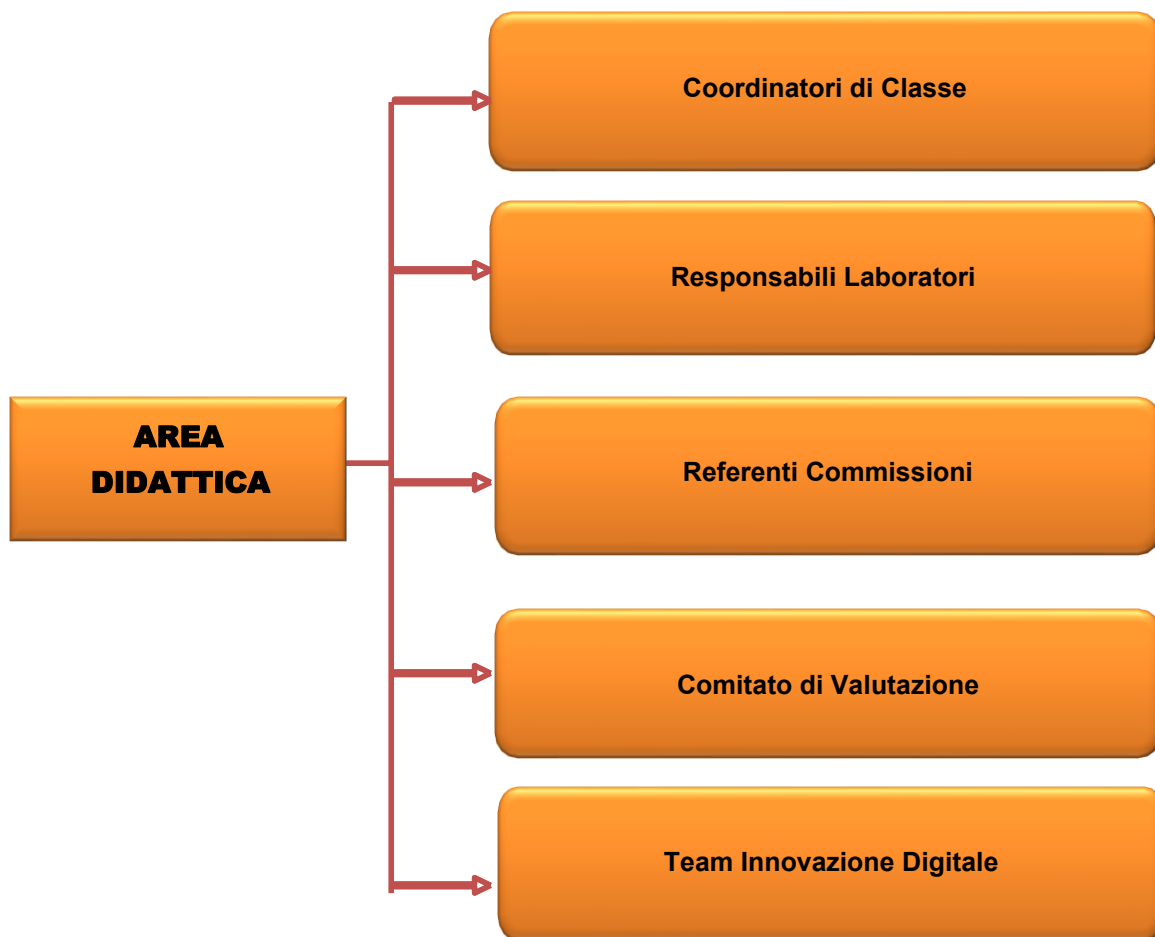 Coordinatori di Classe
Responsabili Laboratori
AREA
DIDATTICA
Referenti Commissioni
Comitato di Valutazione
Team Innovazione Digitale